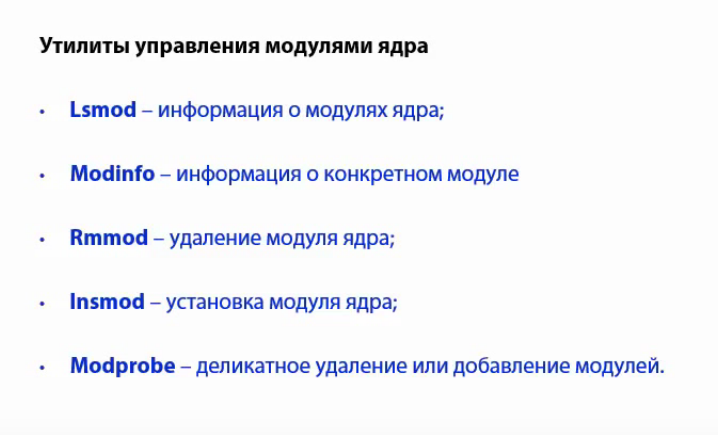 Утилиты управления модулями ядра
• Lsmod – информация о модулях ядра;
• Modinfo – информация о конкретном модуле
• Rmmod – удаление модуля ядра;
• Insmod – установка модуля ядра;
• Modprobe – деликатное удаление или добавление модулей.